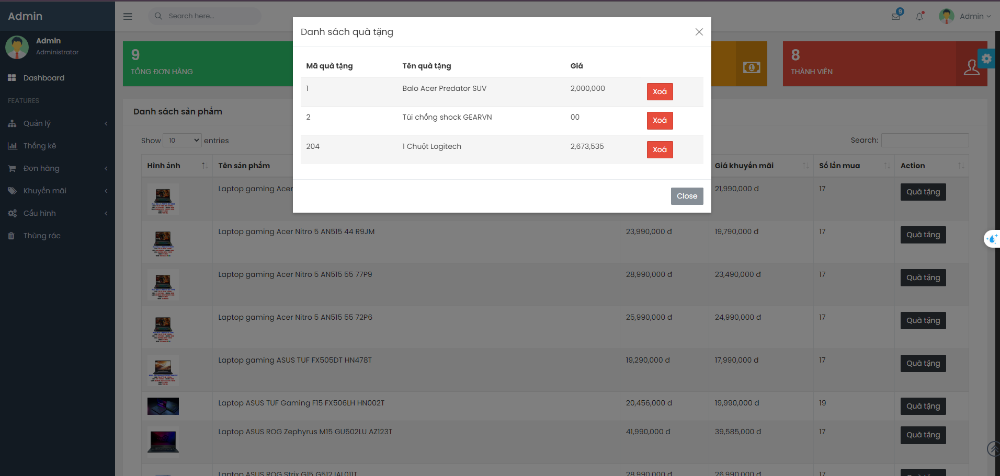 Admin
Search here...
9
Admin
Admin
Administrator
Dashboard
FEATURES
Quản lý
Thống kê
Đơn hàng
Khuyến mãi
Cấu hình
Thùng rác
9
TỔNG ĐƠN HÀNG
8
THÀNH VIÊN
Danh sách quà tặng
Mã quà tặng Tên quà tặng Giá
1 Balo Acer Predator SUV 2,000,000 Xoá
2 Túi chống shock GEARVN 00 Xoá
204 1 Chuột Logitech 2,673,535 Xoá
Close
Danh sách sản phẩm
Show 10 entries
Search:
Hình ảnh Tên sản phẩm Giá khuyến mãi Số lần mua Action
Laptop gaming Acer 21,990,000 đ 17 Quà tặng
Laptop gaming Acer Nitro 5 AN515 44 R9JM 23,990,000 đ 19,790,000 đ 17 Quà tặng
Laptop gaming Acer Nitro 5 AN515 55 77P9 28,990,000 đ 23,490,000 đ 17 Quà tặng
Laptop gaming Acer Nitro 5 AN515 55 72P6 25,990,000 đ 24,990,000 đ 17 Quà tặng
Laptop gaming ASUS TUF FX505DT HN478T 19,290,000 đ 17,990,000 đ 17 Quà tặng
Laptop ASUS TUF Gaming F15 FX506LH HN002T 20,456,000 đ 19,990,000 đ 19 Quà tặng
Laptop ASUS ROG Zephyrus M15 GU502LU AZ123T 41,990,000 đ 39,585,000 đ 17 Quà tặng
Laptop ASUS ROG Strix G15 G512 IAL011T 28,990,000 đ 26,990,000 đ 17 Quà tặng